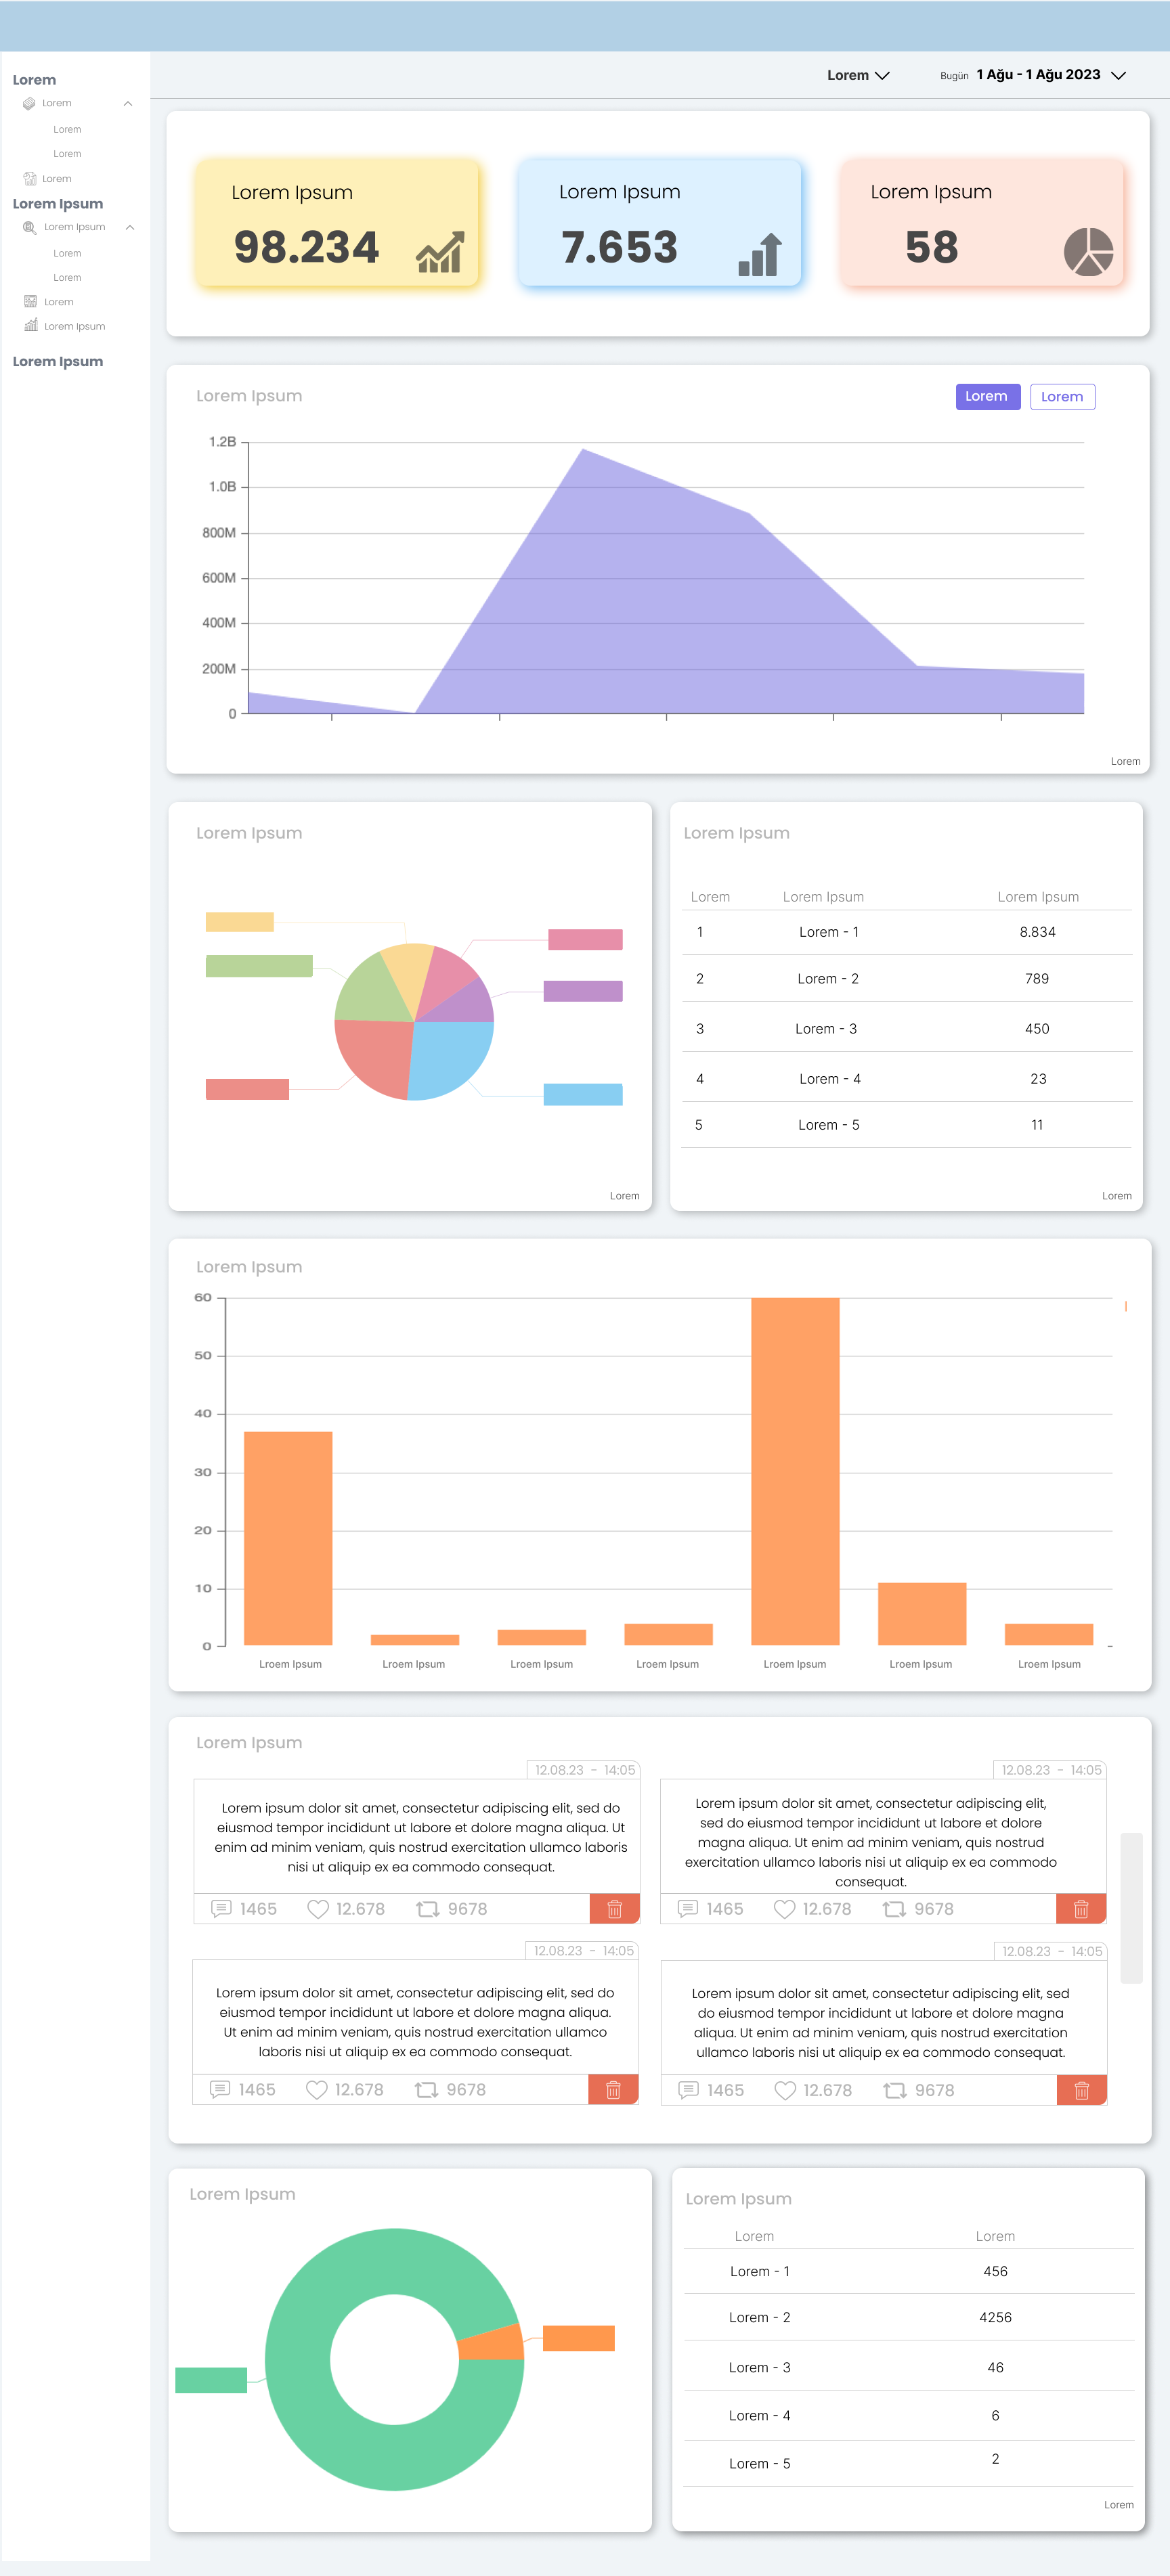 Lorem
Bugün 1 Ağu - 1 Ağu 2023
Lorem
Lorem
Lorem
Lorem
Lorem
Lorem Ipsum
Lorem Ipsum
Lorem
Lorem
Lorem
Lorem Ipsum
Lorem Ipsum
Lorem Ipsum
98.234
Lorem Ipsum
7.653
Lorem Ipsum
58
Lorem Ipsum
Lorem
Lorem
1.2B
1.0B
800M
600M
400M
200M
0
Lorem
Lorem Ipsum
Lorem
Lorem Ipsum
Lorem Lorem Ipsum Lorem Ipsum
1 Lorem - 1 8.834
2 Lorem - 2 789
3 Lorem - 3 450
4 Lorem - 4 23
5 Lorem - 5 11
Lorem
Lorem Ipsum
60
50
40
30
20
10
0
Lroem Ipsum Lroem Ipsum Lroem Ipsum Lroem Ipsum Lroem Ipsum Lroem Ipsum Lroem Ipsum
Lorem Ipsum
12.08.23 - 14:05
Lorem ipsum dolor sit amet, consectetur adipiscing elit, sed do
eiusmod tempor incididunt ut labore et dolore magna aliqua. Ut
enim ad minim veniam, quis nostrud exercitation ullamco laboris
nisi ut aliquip ex ea commodo consequat.
1465 12.678 9678
12.08.23 - 14:05
Lorem ipsum dolor sit amet, consectetur adipiscing elit,
sed do eiusmod tempor incididunt ut labore et dolore
magna aliqua. Ut enim ad minim veniam, quis nostrud
exercitation ullamco laboris nisi ut aliquip ex ea commodo
consequat.
1465 12.678 9678
12.08.23 - 14:05
Lorem ipsum dolor sit amet, consectetur adipiscing elit, sed do
eiusmod tempor incididunt ut labore et dolore magna aliqua.
Ut enim ad minim veniam, quis nostrud exercitation ullamco
laboris nisi ut aliquip ex ea commodo consequat.
1465 12.678 9678
12.08.23 - 14:05
Lorem ipsum dolor sit amet, consectetur adipiscing elit, sed
do eiusmod tempor incididunt ut labore et dolore magna
aliqua. Ut enim ad minim veniam, quis nostrud exercitation
ullamco laboris nisi ut aliquip ex ea commodo consequat.
1465 12.678 9678
Lorem Ipsum
Lorem Ipsum
Lorem Lorem
Lorem - 1 456
Lorem - 2 4256
Lorem - 3 46
Lorem - 4 6
Lorem - 5 2
Lorem